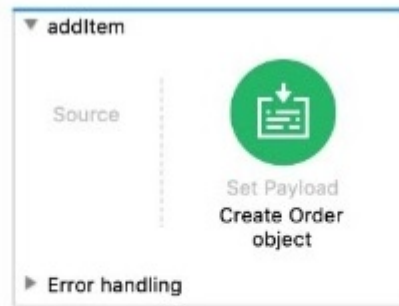 addItem
Source
Set Payload
Create Order
object
Error handling